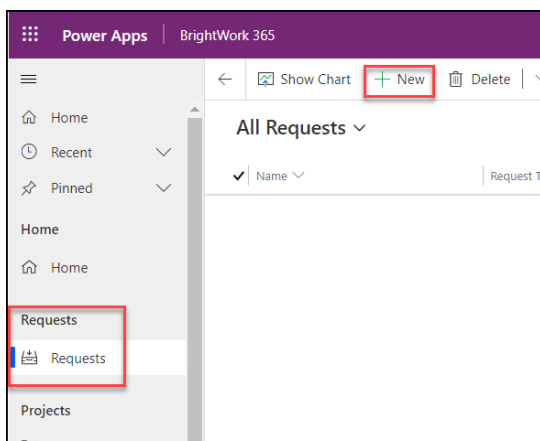 Power Apps BrightWork 365
Show Chart New Delete
Home
Recent
Pinned
Home
Home
Requests
Requests
Projects
All Requests
Name Request T